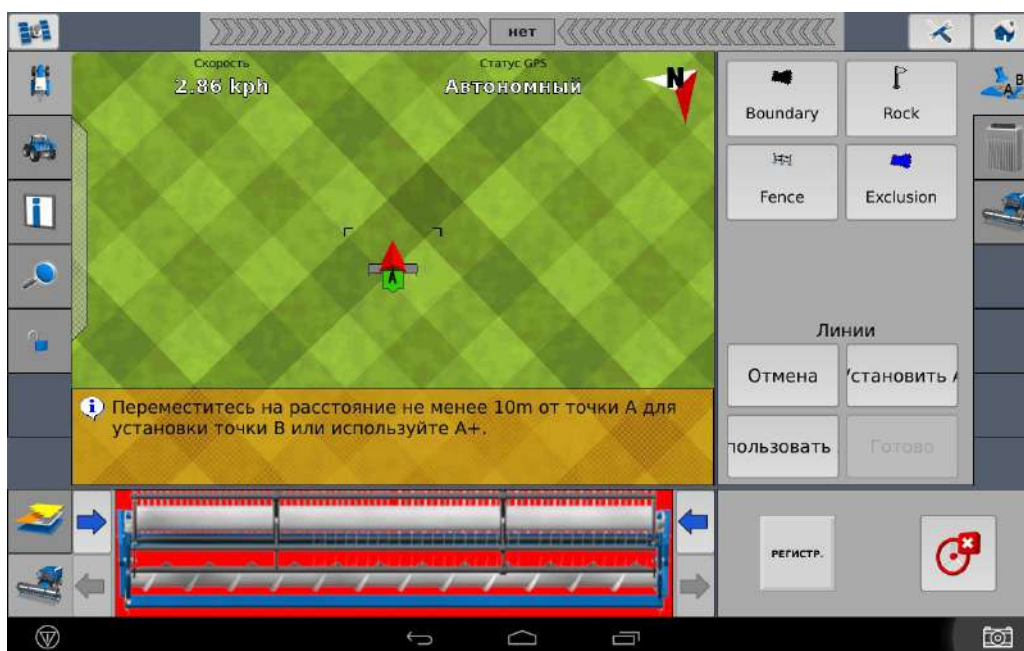 нет
Скорость
2.86 kph
Статус GPS
Автономный
N
A
B
A
Boundary
Rock
Fence
Exclusion
Линии
Отмена
Установить А
пользовать
Готово
Переместитесь на расстояние не менее 10m от точки А для
установки точки В или используйте А+.
РЕГИСТР.